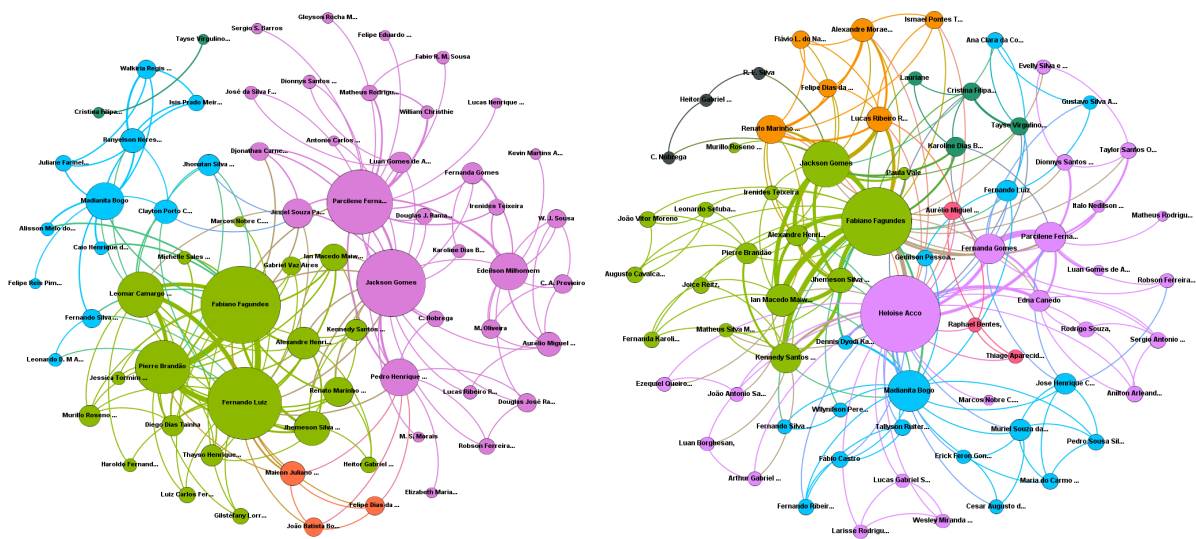 Gleyson Rocha M...
Sergio S. Barros
Felipe Eduardo ...
Tayse Virgulino...
Fabio R. M. Sousa
Walkiria Regis ...
Dionnys Santos ...
José da Silva F...
Matheus Rodrigu...
Isis Prado Meir...
Lucas Henrique ...
Cristina Filipa...
William Christhie
Ranyelson Neres...
Antonio Carlos ...
Djonathas Carne...
Kevin Martins A...
Juliane Farinel...
Jhonatan Silva ...
Luan Gomes de A...
Fernanda Gomes
Madianita Bogo
Parcilene Ferna...
Irenides Teixeira
Clayton Porto C...
Jessel Souza Pa...
Marcos Nobre C...
Douglas J. Rama...
W. J. Sousa
Alisson Melo do...
Caio Henrique d...
Karoline Dias B...
Michelle Sales ...
Ian Macedo Maiw...
Gabriel Vaz Aires
Edeilson Milhomem
Felipe Reis Pim...
Leomar Camargo ...
Fabiano Fagundes
Jackson Gomes
C. A. Provieiro
Fernando Silva ...
C. Nobrega
Kennedy Santos ...
M. Oliveira
Alexandre Henri...
Aurelio Miguel ...
Leonardo D. M A...
Pierre Brandão
Jessica Tormini ...
Pedro Henrique ...
Renato Marinho ...
Lucas Ribeiro R...
Fernando Luiz
Douglas José Ra...
Murillo Roseno ...
Diego Dias Tainha
Jhemeson Silva ...
M. S. Morais
Robson Ferreira...
Thayso Henrique...
Haroldo Fernand...
Heitor Gabriel ...
Maicon Juliano ...
Luiz Carlos Fer...
Elizabeth Maria...
Felipe Dias da ...
Gilstefany Lorr...
João Batista Bo...
Ismael Pontes T...
Alexandre Morae...
Flávio L. do Na...
Ana Clara da Co...
Evelly Silva e ...
R. E. Silva
Lauriane
Felipe Dias da ...
Cristina Filipa...
Heitor Gabriel ...
Gustavo Silva A...
Lucas Ribeiro R...
Renato Marinho ...
Tayse Virgulino...
Murillo Roseno ...
Karoline Dias B...
Taylor Santos O...
C. Nobrega
Jackson Gomes
Dionnys Santos ...
Paula Vale
Irenides Teixeira
Fernando Luiz
Leonardo Setuba...
Italo Nedilson ...
João Vitor Moreno
Fabiano Fagundes
Aurélio Miguel ...
Matheus Rodrigu...
Alexandre Henri...
Parcilene Ferna...
Fernanda Gomes
Pierre Brandão
Gedilson Pessoa...
Augusto Cavalca...
Luan Gomes de A...
Joice Reitz,
Jhemeson Silva ...
Robson Ferreira...
Ian Macedo Maiw...
Edna Canedo
Heloise Acco
Matheus Silva M...
Raphael Bentes,
Rodrigo Souza,
Fernanda Karoli...
Dennis Dyodi Ka...
Sergio Antonio ...
Kennedy Santos ...
Thiago Aparecid...
Ezequiel Queiro...
João Antonio Sa...
Madianita Bogo
Jose Henrique C...
Anilton Arleand...
Marcos Nobre C...
Willynilson Pere...
Fernando Silva ...
Tallyson Ruiter...
Muriel Souza da...
Luan Borghesan,
Pedro Sousa Sil...
Fabio Castro
Erick Feron Gon...
Arthur Gabriel ...
Lucas Gabriel S...
Maria do Carmo ...
Fernando Ribeir...
Cesar Augusto d...
Wesley Miranda ...
Larisse Rodrigu...